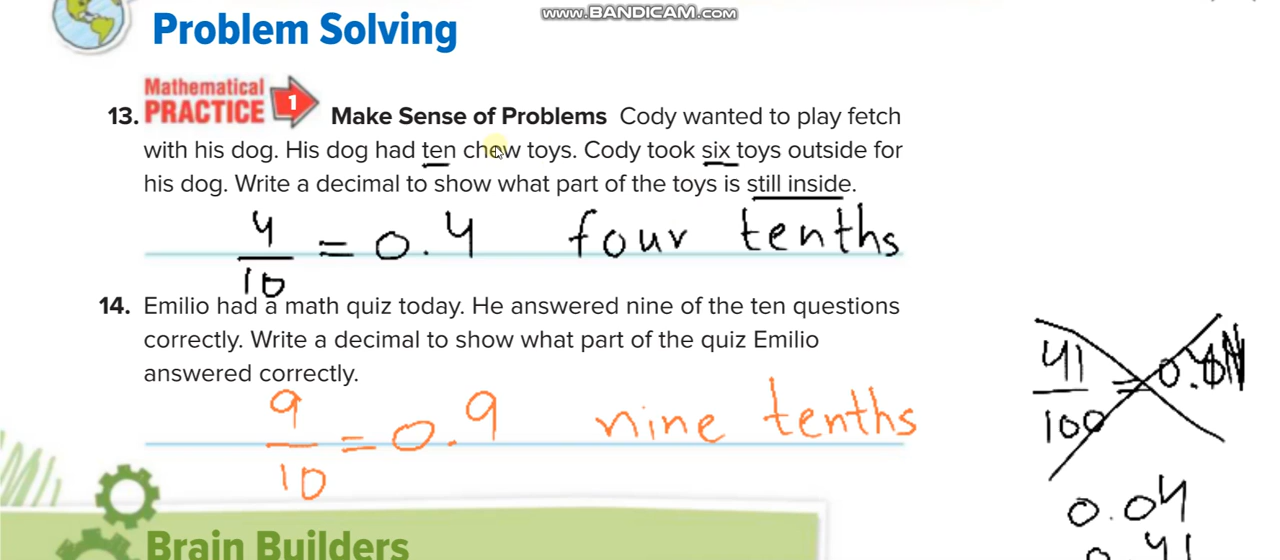 www.BANDICAM.com
Problem Solving
13. Mathematical PRACTICE 1 Make Sense of Problems Cody wanted to play fetch
with his dog. His dog had ten chew toys. Cody took six toys outside for
his dog. Write a decimal to show what part of the toys is still inside.
4/10 = 0.4 four tenths
14. Emilio had a math quiz today. He answered nine of the ten questions
correctly. Write a decimal to show what part of the quiz Emilio
answered correctly.
9/10 = 0.9 nine tenths
41/100 =
0.04
0.41
Brain Builders